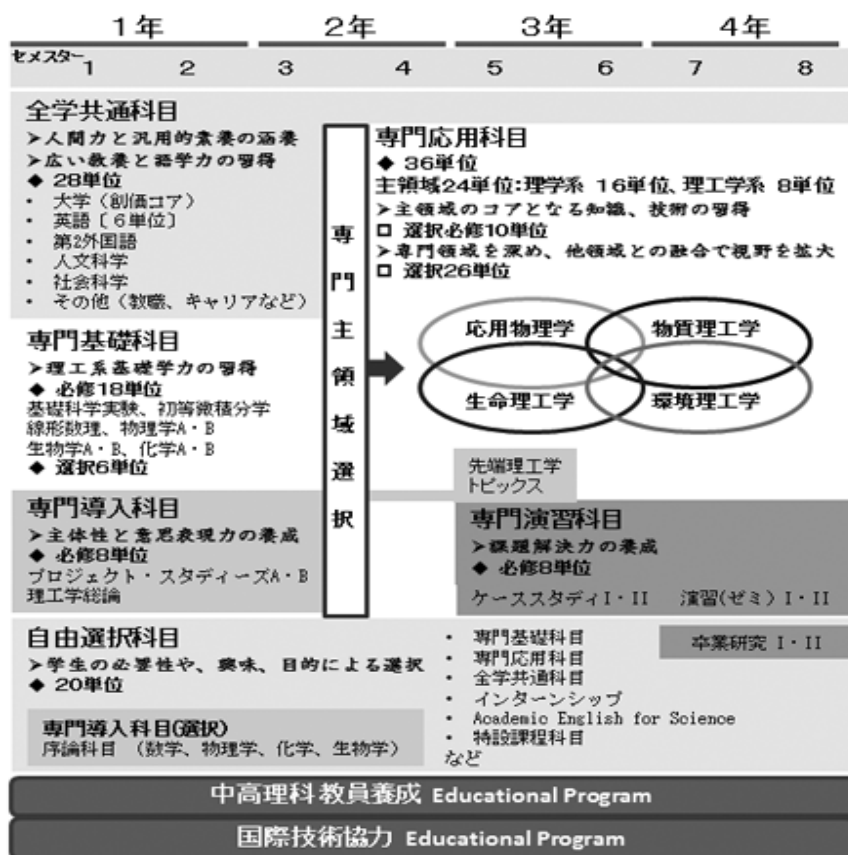 1年 2年 3年 4年
セメスター 1 2 3 4 5 6 7 8
全学共通科目
➢人間力と汎用的素養の涵養
➢広い教養と語学力の習得
◆ 28単位
・ 大学（創価コア）
・ 英語〔６単位〕
・ 第2外国語
・ 人文科学
・ 社会科学
・ その他（教職、キャリアなど）
専門基礎科目
➢理工系基礎学力の習得
◆ 必修18単位
基礎科学実験、初等微積分学
線形数理、物理学A・B
生物学A・B、化学A・B
◆ 選択6単位
専門導入科目
➢主体性と意思表現力の養成
◆ 必修8単位
プロジェクト・スタディーズA・B
理工学総論
専門主領域選択
専門応用科目
◆ 36単位
主領域24単位：理学系 16単位、理工学系 8単位
➢主領域のコアとなる知識、技術の習得
□ 選択必修10単位
➢専門領域を深め、他領域との融合で視野を拡大
□ 選択26単位
応用物理学 物質理工学
生命理工学 環境理工学
先端理工学
トピックス
専門演習科目
➢課題解決力の養成
◆ 必修8単位
ケーススタディI・II 演習(ゼミ) I・II
卒業研究 I・II
自由選択科目
➢学生の必要性や、興味、目的による選択
◆ 20単位
専門導入科目(選択)
序論科目 （数学、物理学、化学、生物学）
・ 専門基礎科目
・ 専門応用科目
・ 全学共通科目
・ インターンシップ
・ Academic English for Science
・ 特設課程科目
など
中高理科教員養成 Educational Program
国際技術協力 Educational Program